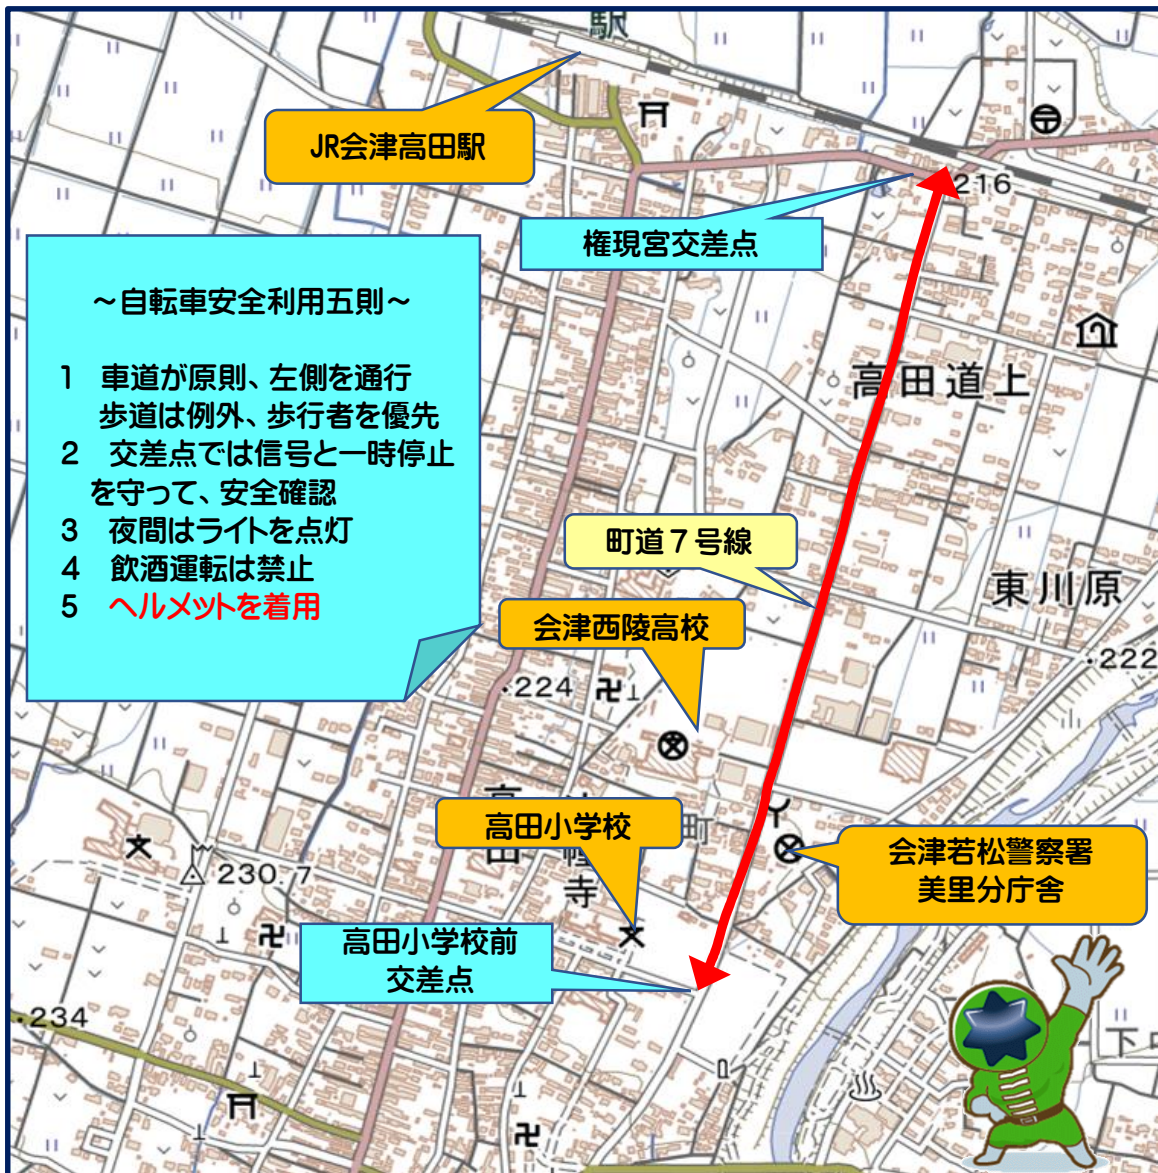 駅
JR会津高田駅
216
権現宮交差点
~自転車安全利用五則~
1 車道が原則、左側を通行
歩道は例外、歩行者を優先
2 交差点では信号と一時停止
を守って、安全確認
3 夜間はライトを点灯
4 飲酒運転は禁止
5 ヘルメットを着用
高田道上
町道7号線
東川原
会津西陵高校
222
224
高田小学校
町
高
田
寺
会津若松警察署
美里分庁舎
230.7
高田小学校前
交差点
234
下